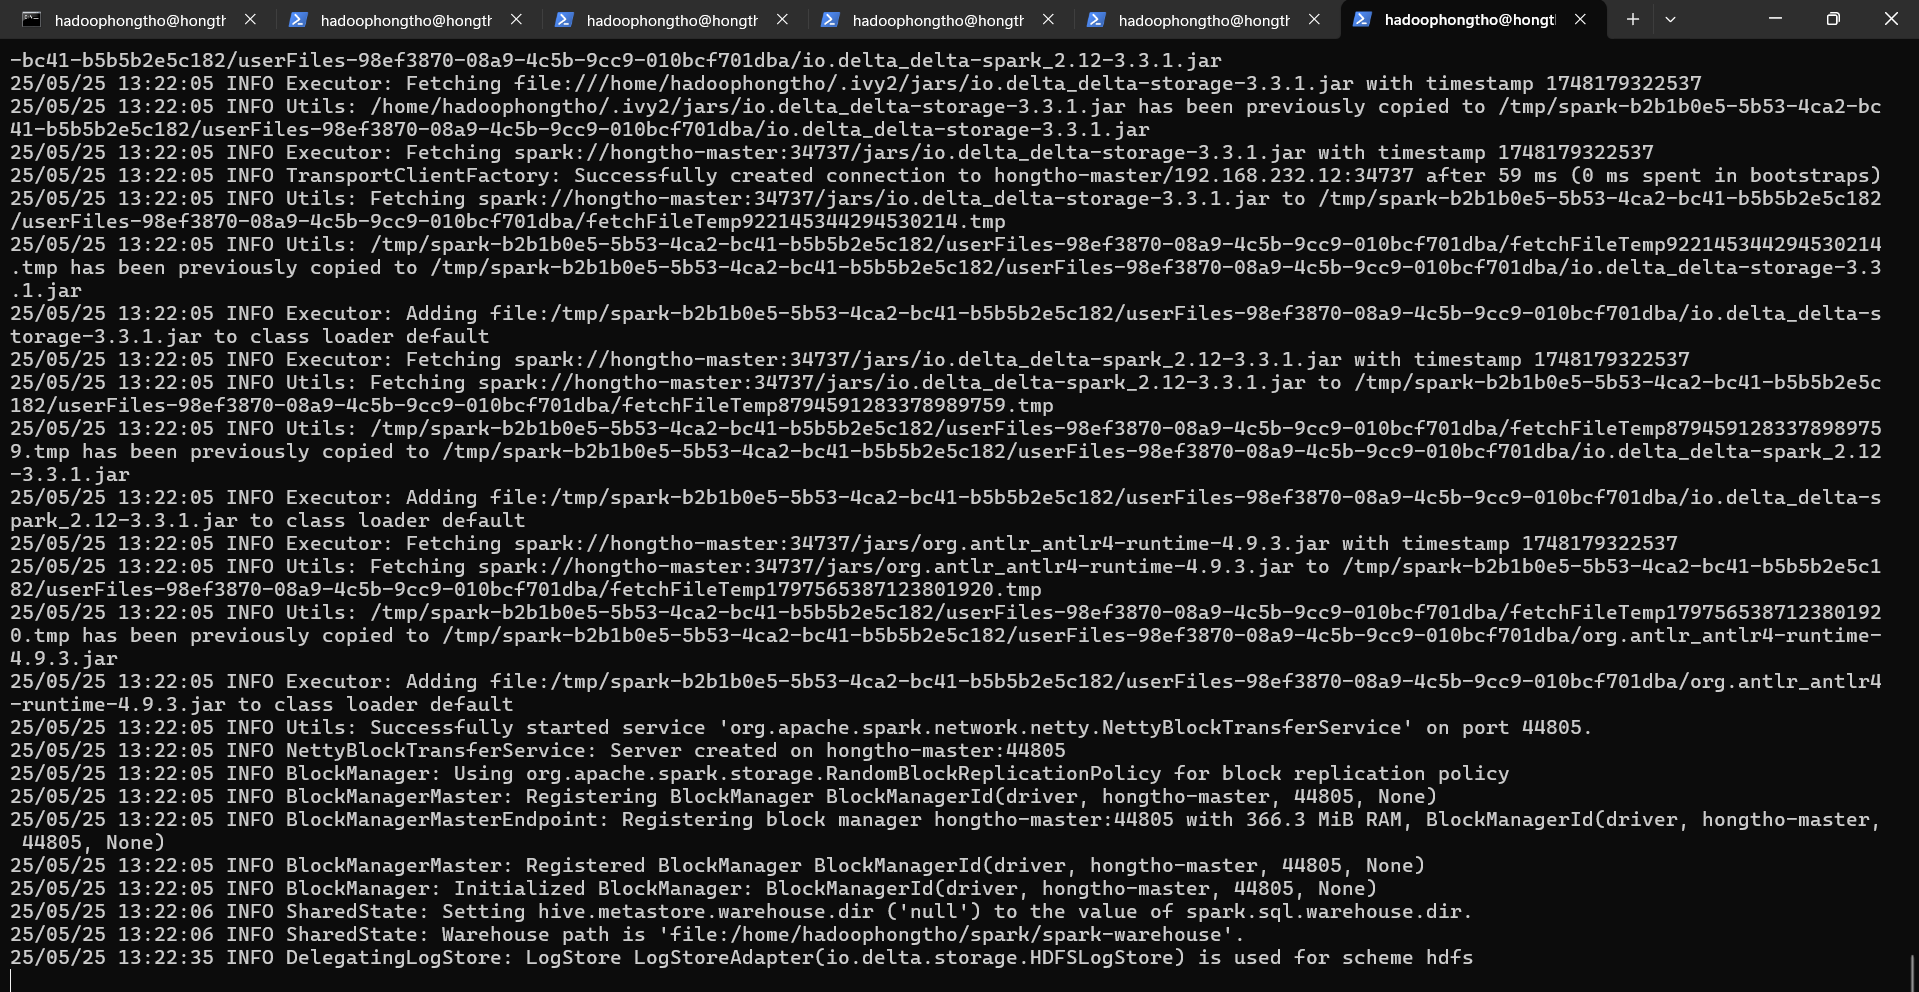 hadoophongtho@hongth
hadoophongtho@hongth
hadoophongtho@hongth
hadoophongtho@hongth
hadoophongtho@hongth
hadoophongtho@hongt
-bc41-b5b5b2e5c182/userFiles-98ef3870-08a9-4c5b-9cc9-010bcf701dba/io.delta_delta-spark_2.12-3.3.1.jar
25/05/25 13:22:05 INFO Executor: Fetching file:///home/hadoophongtho/.ivy2/jars/io.delta_delta-storage-3.3.1.jar with timestamp 1748179322537
25/05/25 13:22:05 INFO Utils: /home/hadoophongtho/.ivy2/jars/io.delta_delta-storage-3.3.1.jar has been previously copied to /tmp/spark-b2b1b0e5-5b53-4ca2-bc
41-b5b5b2e5c182/userFiles-98ef3870-08a9-4c5b-9cc9-010bcf701dba/io.delta_delta-storage-3.3.1.jar
25/05/25 13:22:05 INFO Executor: Fetching spark://hongtho-master:34737/jars/io.delta_delta-storage-3.3.1.jar with timestamp 1748179322537
25/05/25 13:22:05 INFO TransportClientFactory: Successfully created connection to hongtho-master/192.168.232.12:34737 after 59 ms (0 ms spent in bootstraps)
25/05/25 13:22:05 INFO Utils: Fetching spark://hongtho-master:34737/jars/io.delta_delta-storage-3.3.1.jar to /tmp/spark-b2b1b0e5-5b53-4ca2-bc41-b5b5b2e5c182
/userFiles-98ef3870-08a9-4c5b-9cc9-010bcf701dba/fetchFileTemp922145344294530214.tmp
25/05/25 13:22:05 INFO Utils: /tmp/spark-b2b1b0e5-5b53-4ca2-bc41-b5b5b2e5c182/userFiles-98ef3870-08a9-4c5b-9cc9-010bcf701dba/fetchFileTemp922145344294530214
.tmp has been previously copied to /tmp/spark-b2b1b0e5-5b53-4ca2-bc41-b5b5b2e5c182/userFiles-98ef3870-08a9-4c5b-9cc9-010bcf701dba/io.delta_delta-storage-3.3
.1.jar
25/05/25 13:22:05 INFO Executor: Adding file:/tmp/spark-b2b1b0e5-5b53-4ca2-bc41-b5b5b2e5c182/userFiles-98ef3870-08a9-4c5b-9cc9-010bcf701dba/io.delta_delta-s
torage-3.3.1.jar to class loader default
25/05/25 13:22:05 INFO Executor: Fetching spark://hongtho-master:34737/jars/io.delta_delta-spark_2.12-3.3.1.jar with timestamp 1748179322537
25/05/25 13:22:05 INFO Utils: Fetching spark://hongtho-master:34737/jars/io.delta_delta-spark_2.12-3.3.1.jar to /tmp/spark-b2b1b0e5-5b53-4ca2-bc41-b5b5b2e5c
182/userFiles-98ef3870-08a9-4c5b-9cc9-010bcf701dba/fetchFileTemp8794591283378989759.tmp
25/05/25 13:22:05 INFO Utils: /tmp/spark-b2b1b0e5-5b53-4ca2-bc41-b5b5b2e5c182/userFiles-98ef3870-08a9-4c5b-9cc9-010bcf701dba/fetchFileTemp879459128337898975
9.tmp has been previously copied to /tmp/spark-b2b1b0e5-5b53-4ca2-bc41-b5b5b2e5c182/userFiles-98ef3870-08a9-4c5b-9cc9-010bcf701dba/io.delta_delta-spark_2.12
-3.3.1.jar
25/05/25 13:22:05 INFO Executor: Adding file:/tmp/spark-b2b1b0e5-5b53-4ca2-bc41-b5b5b2e5c182/userFiles-98ef3870-08a9-4c5b-9cc9-010bcf701dba/io.delta_delta-s
park_2.12-3.3.1.jar to class loader default
25/05/25 13:22:05 INFO Executor: Fetching spark://hongtho-master:34737/jars/org.antlr_antlr4-runtime-4.9.3.jar with timestamp 1748179322537
25/05/25 13:22:05 INFO Utils: Fetching spark://hongtho-master:34737/jars/org.antlr_antlr4-runtime-4.9.3.jar to /tmp/spark-b2b1b0e5-5b53-4ca2-bc41-b5b5b2e5c1
82/userFiles-98ef3870-08a9-4c5b-9cc9-010bcf701dba/fetchFileTemp1797565387123801920.tmp
25/05/25 13:22:05 INFO Utils: /tmp/spark-b2b1b0e5-5b53-4ca2-bc41-b5b5b2e5c182/userFiles-98ef3870-08a9-4c5b-9cc9-010bcf701dba/fetchFileTemp179756538712380192
0.tmp has been previously copied to /tmp/spark-b2b1b0e5-5b53-4ca2-bc41-b5b5b2e5c182/userFiles-98ef3870-08a9-4c5b-9cc9-010bcf701dba/org.antlr_antlr4-runtime-
4.9.3.jar
25/05/25 13:22:05 INFO Executor: Adding file:/tmp/spark-b2b1b0e5-5b53-4ca2-bc41-b5b5b2e5c182/userFiles-98ef3870-08a9-4c5b-9cc9-010bcf701dba/org.antlr_antlr4
-runtime-4.9.3.jar to class loader default
25/05/25 13:22:05 INFO Utils: Successfully started service 'org.apache.spark.network.netty.NettyBlockTransferService' on port 44805.
25/05/25 13:22:05 INFO NettyBlockTransferService: Server created on hongtho-master:44805
25/05/25 13:22:05 INFO BlockManager: Using org.apache.spark.storage.RandomBlockReplicationPolicy for block replication policy
25/05/25 13:22:05 INFO BlockManagerMaster: Registering BlockManager BlockManagerId(driver, hongtho-master, 44805, None)
25/05/25 13:22:05 INFO BlockManagerMasterEndpoint: Registering block manager hongtho-master:44805 with 366.3 MiB RAM, BlockManagerId(driver, hongtho-master,
44805, None)
25/05/25 13:22:05 INFO BlockManagerMaster: Registered BlockManager BlockManagerId(driver, hongtho-master, 44805, None)
25/05/25 13:22:05 INFO BlockManager: Initialized BlockManager: BlockManagerId(driver, hongtho-master, 44805, None)
25/05/25 13:22:06 INFO SharedState: Setting hive.metastore.warehouse.dir ('null') to the value of spark.sql.warehouse.dir.
25/05/25 13:22:06 INFO SharedState: Warehouse path is 'file:/home/hadoophongtho/spark/spark-warehouse'.
25/05/25 13:22:35 INFO DelegatingLogStore: LogStore LogStoreAdapter(io.delta.storage.HDFSLogStore) is used for scheme hdfs